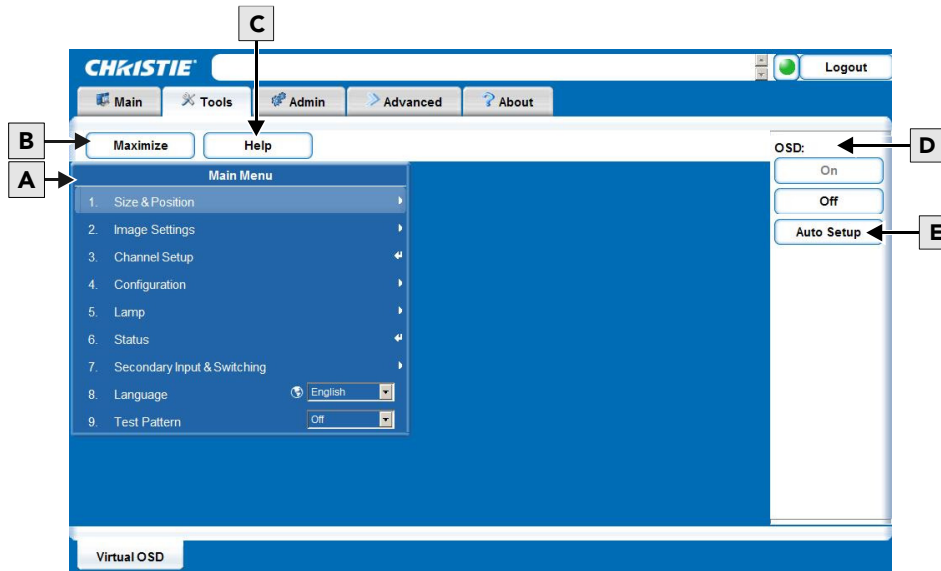 C
CHRISTIE
Logout
Main Tools Admin Advanced ? About
B Maximize Help OSD: D
A Main Menu On
1. Size & Position Off
2. Image Settings Auto Setup E
3. Channel Setup
4. Configuration
5. Lamp
6. Status
7. Secondary Input & Switching
8. Language English
9. Test Pattern Off
Virtual OSD